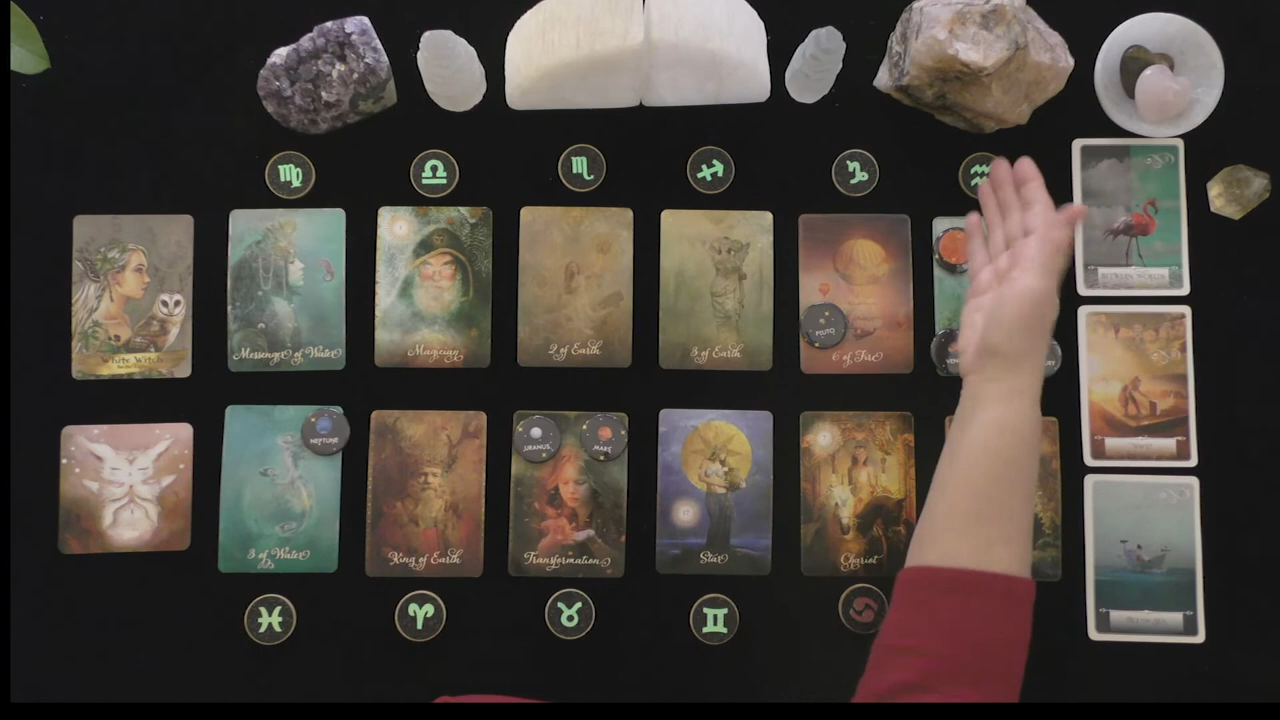 BETWEEN WORLDS
White Witch
Messenger of Water
Magician
2 of Earth
3 of Earth
PLUTO
6 of Fire
NEPTUNE
URANUS
MARS
3 of Water
King of Earth
Transformation
Star
Chariot